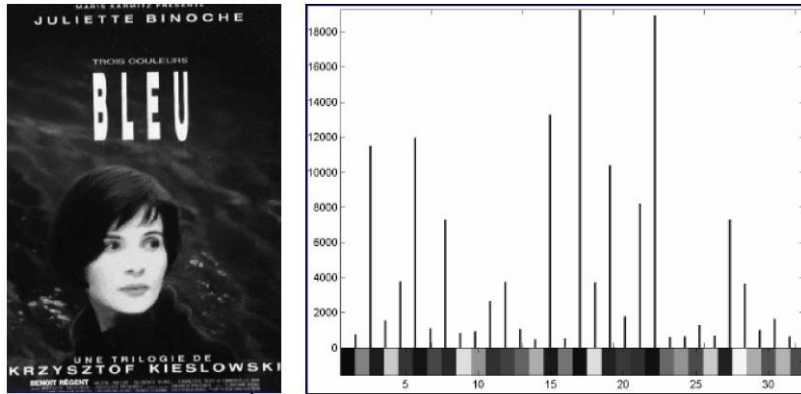 MARIN KARMITZ PRÉSENTE
JULIETTE BINOCHE
TROIS COULEURS
BLEU
UNE TRILOGIE DE
KRZYSZTOF KIESLOWSKI
BENOIT RÉGENT
18000
16000
14000
12000
10000
8000
6000
4000
2000
0
5 10 15 20 25 30